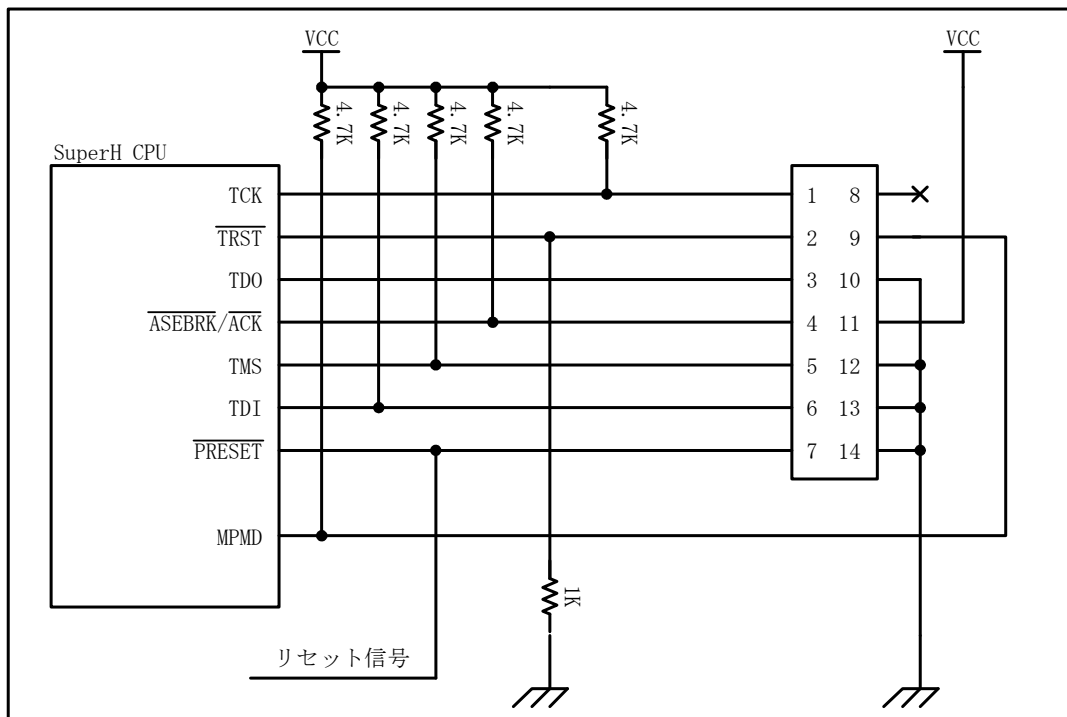 VCC
VCC
4.7K
4.7K
4.7K
4.7K
4.7K
SuperH CPU
TCK
1
8
TRST
2
9
TDO
3
10
ASEBRK/ACK
4
11
TMS
5
12
TDI
6
13
PRESET
7
14
MPMD
1K
リセット信号